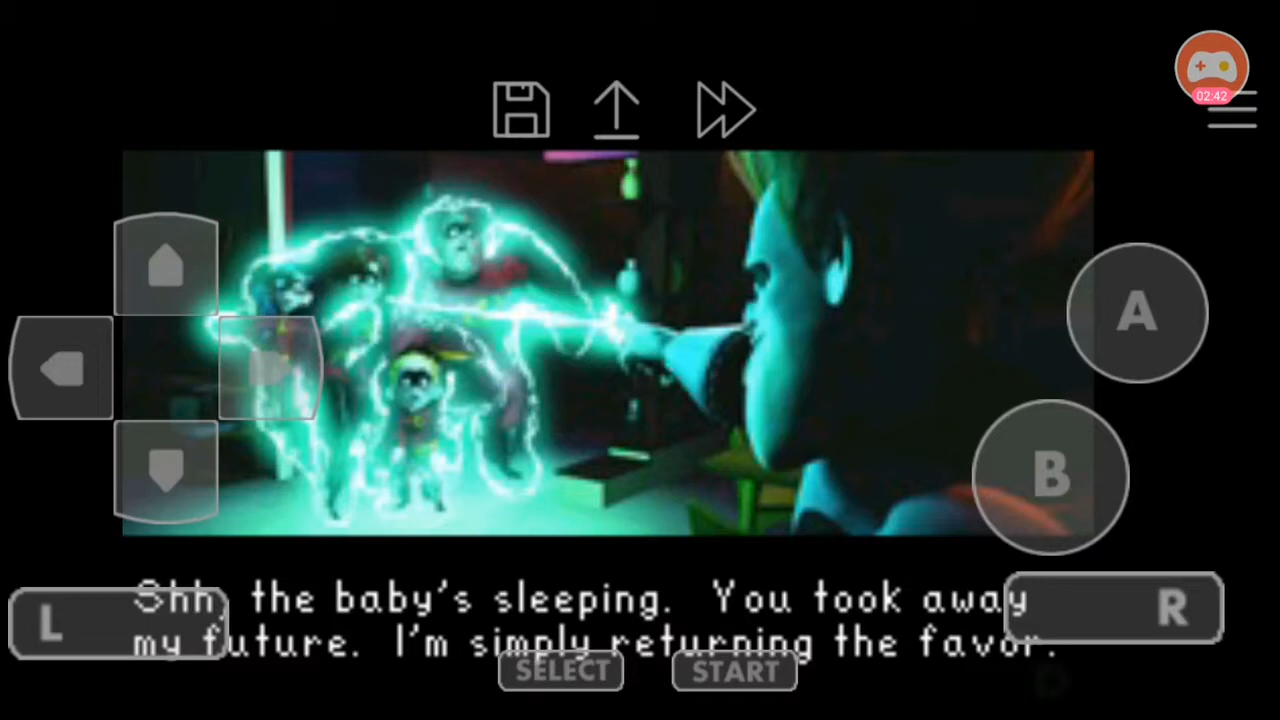 02:42
A
B
Shh, the baby's sleeping. You took away
my future. I'm simply returning the favor.
L
R
SELECT
START